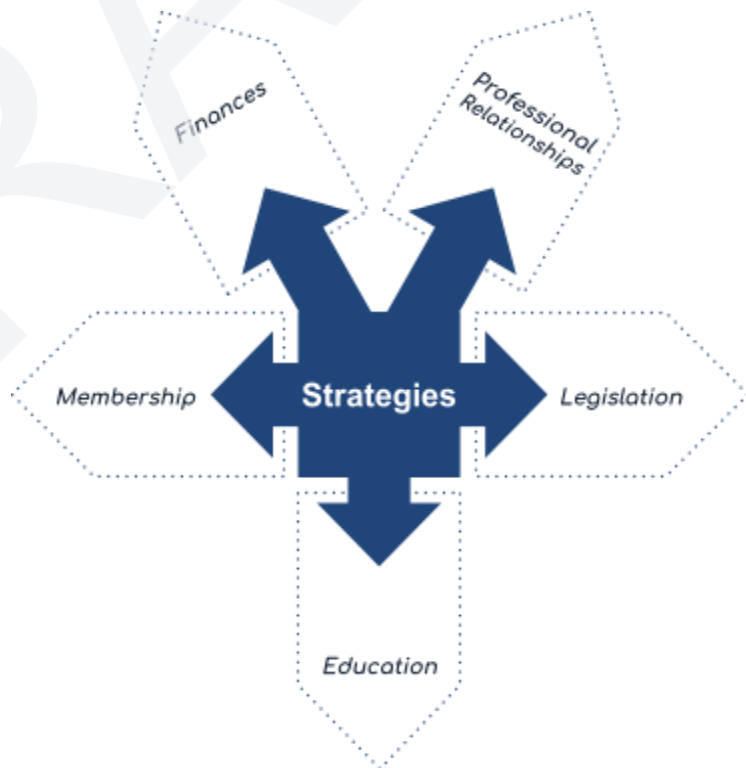 Finances
Professional
Relationships
Membership
Strategies
Legislation
Education